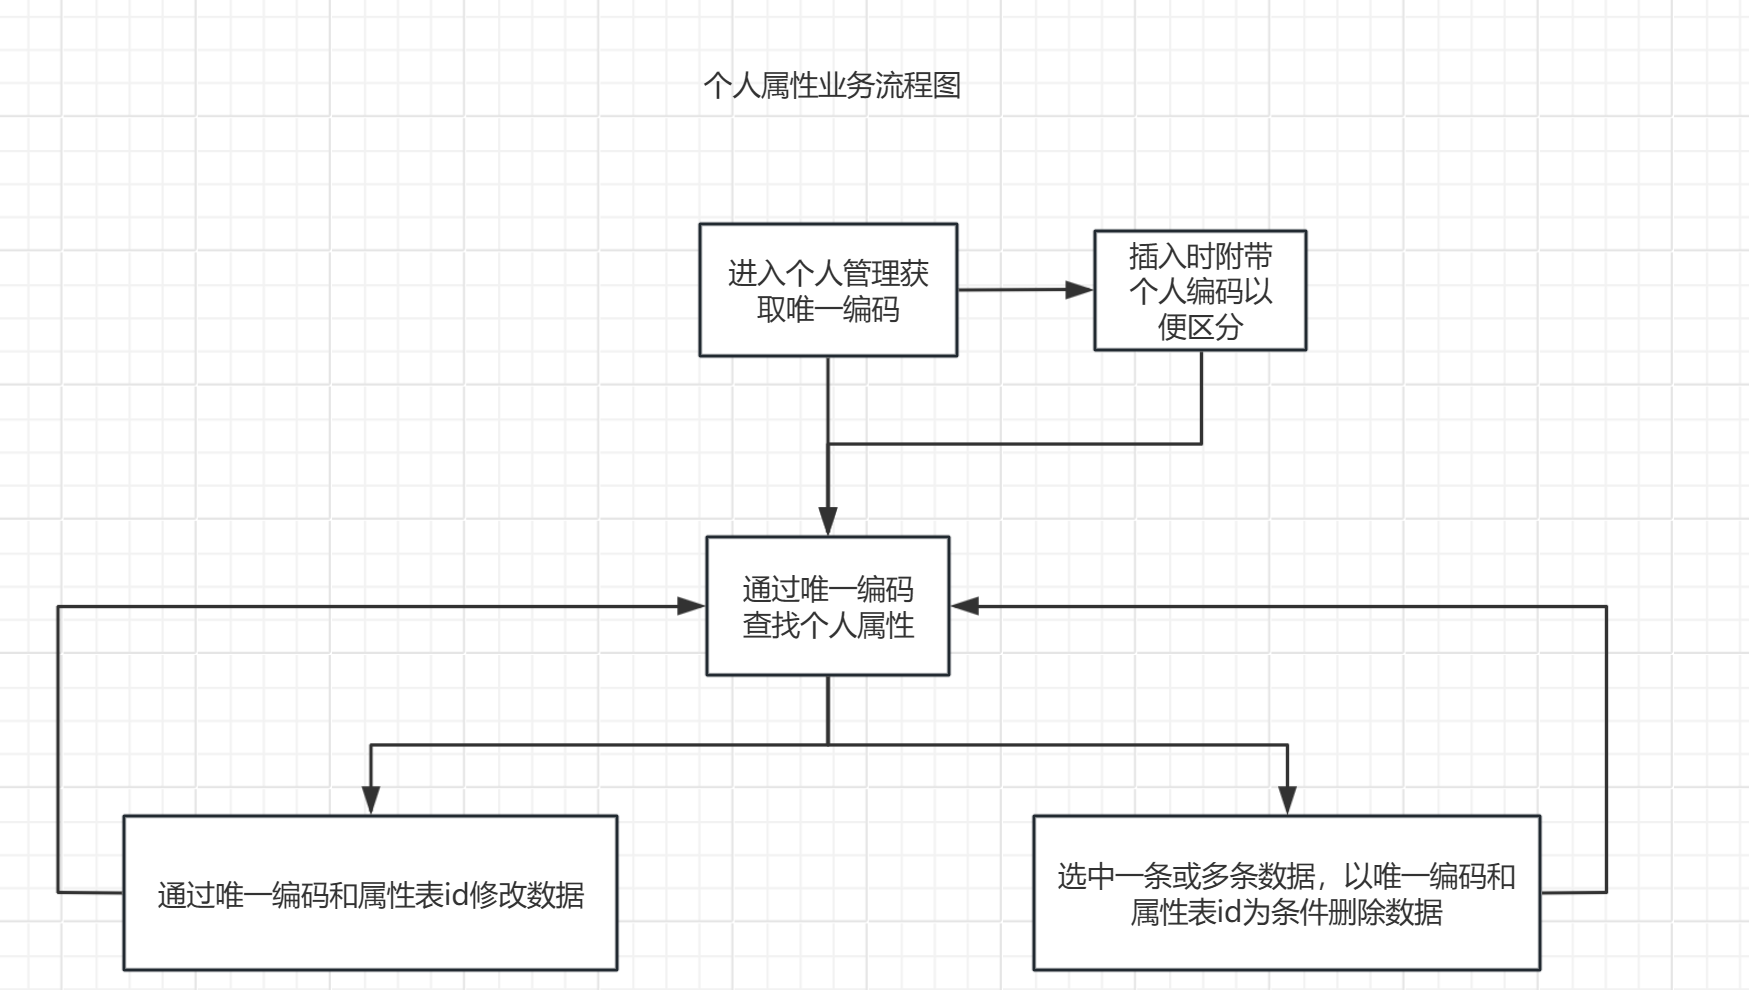 个人属性业务流程图
进入个人管理获
取唯一编码
插入时附带
个人编码以
便区分
通过唯一编码
查找个人属性
通过唯一编码和属性表id修改数据
选中一条或多条数据，以唯一编码和
属性表id为条件删除数据